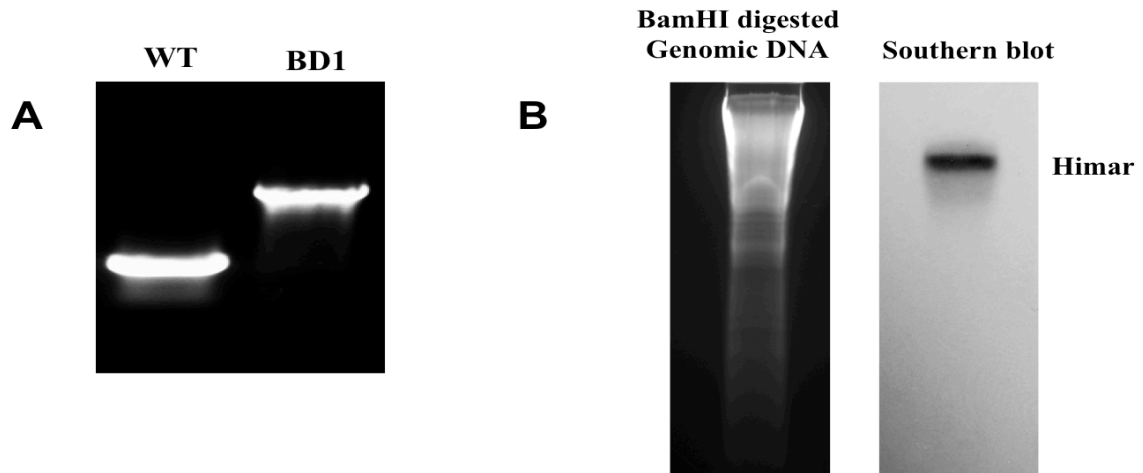 A
WT
BD1
B
BamHI digested
Genomic DNA
Southern blot
Himar